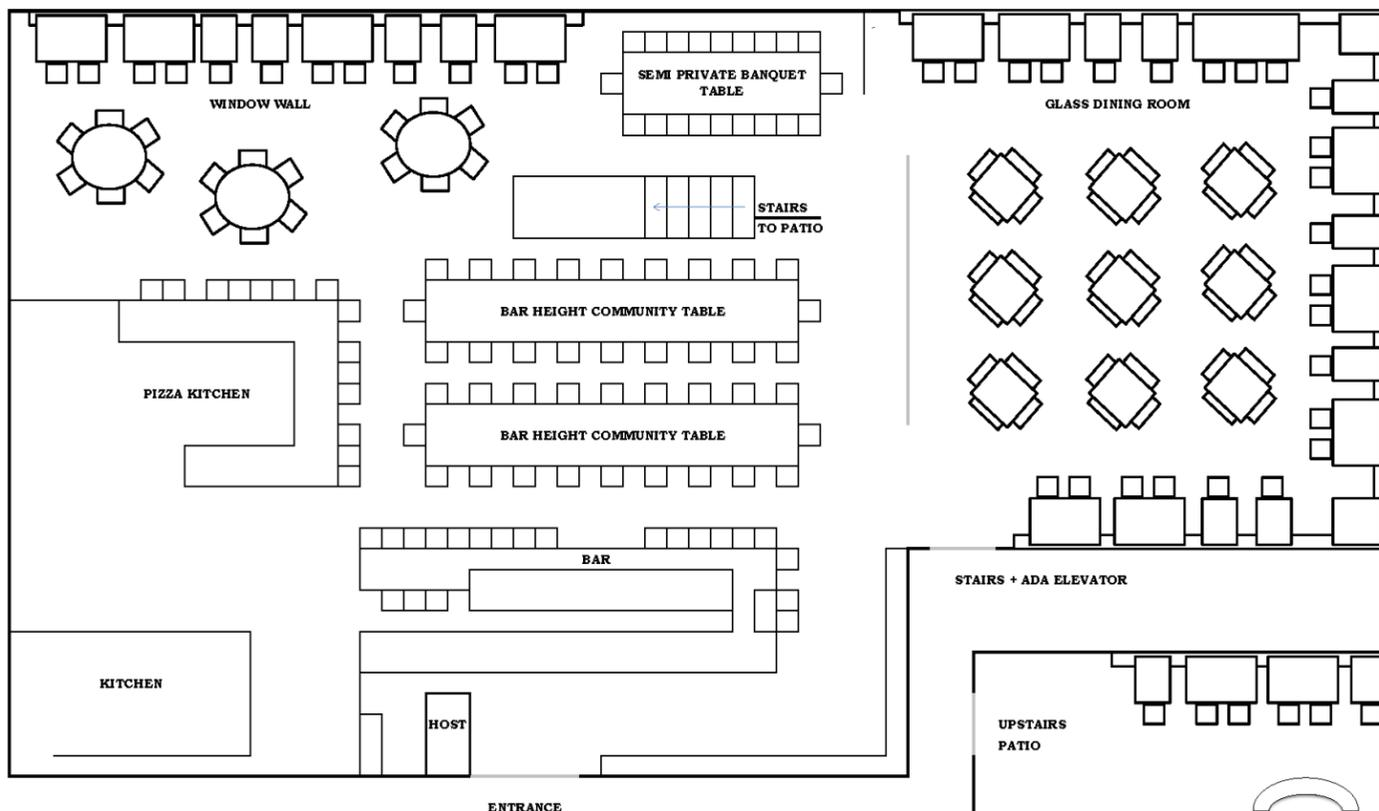 SEMI PRIVATE BANQUET
TABLE
WINDOW WALL
GLASS DINING ROOM
STAIRS
TO PATIO
BAR HEIGHT COMMUNITY TABLE
PIZZA KITCHEN
BAR HEIGHT COMMUNITY TABLE
BAR
STAIRS + ADA ELEVATOR
KITCHEN
HOST
UPSTAIRS
PATIO
ENTRANCE